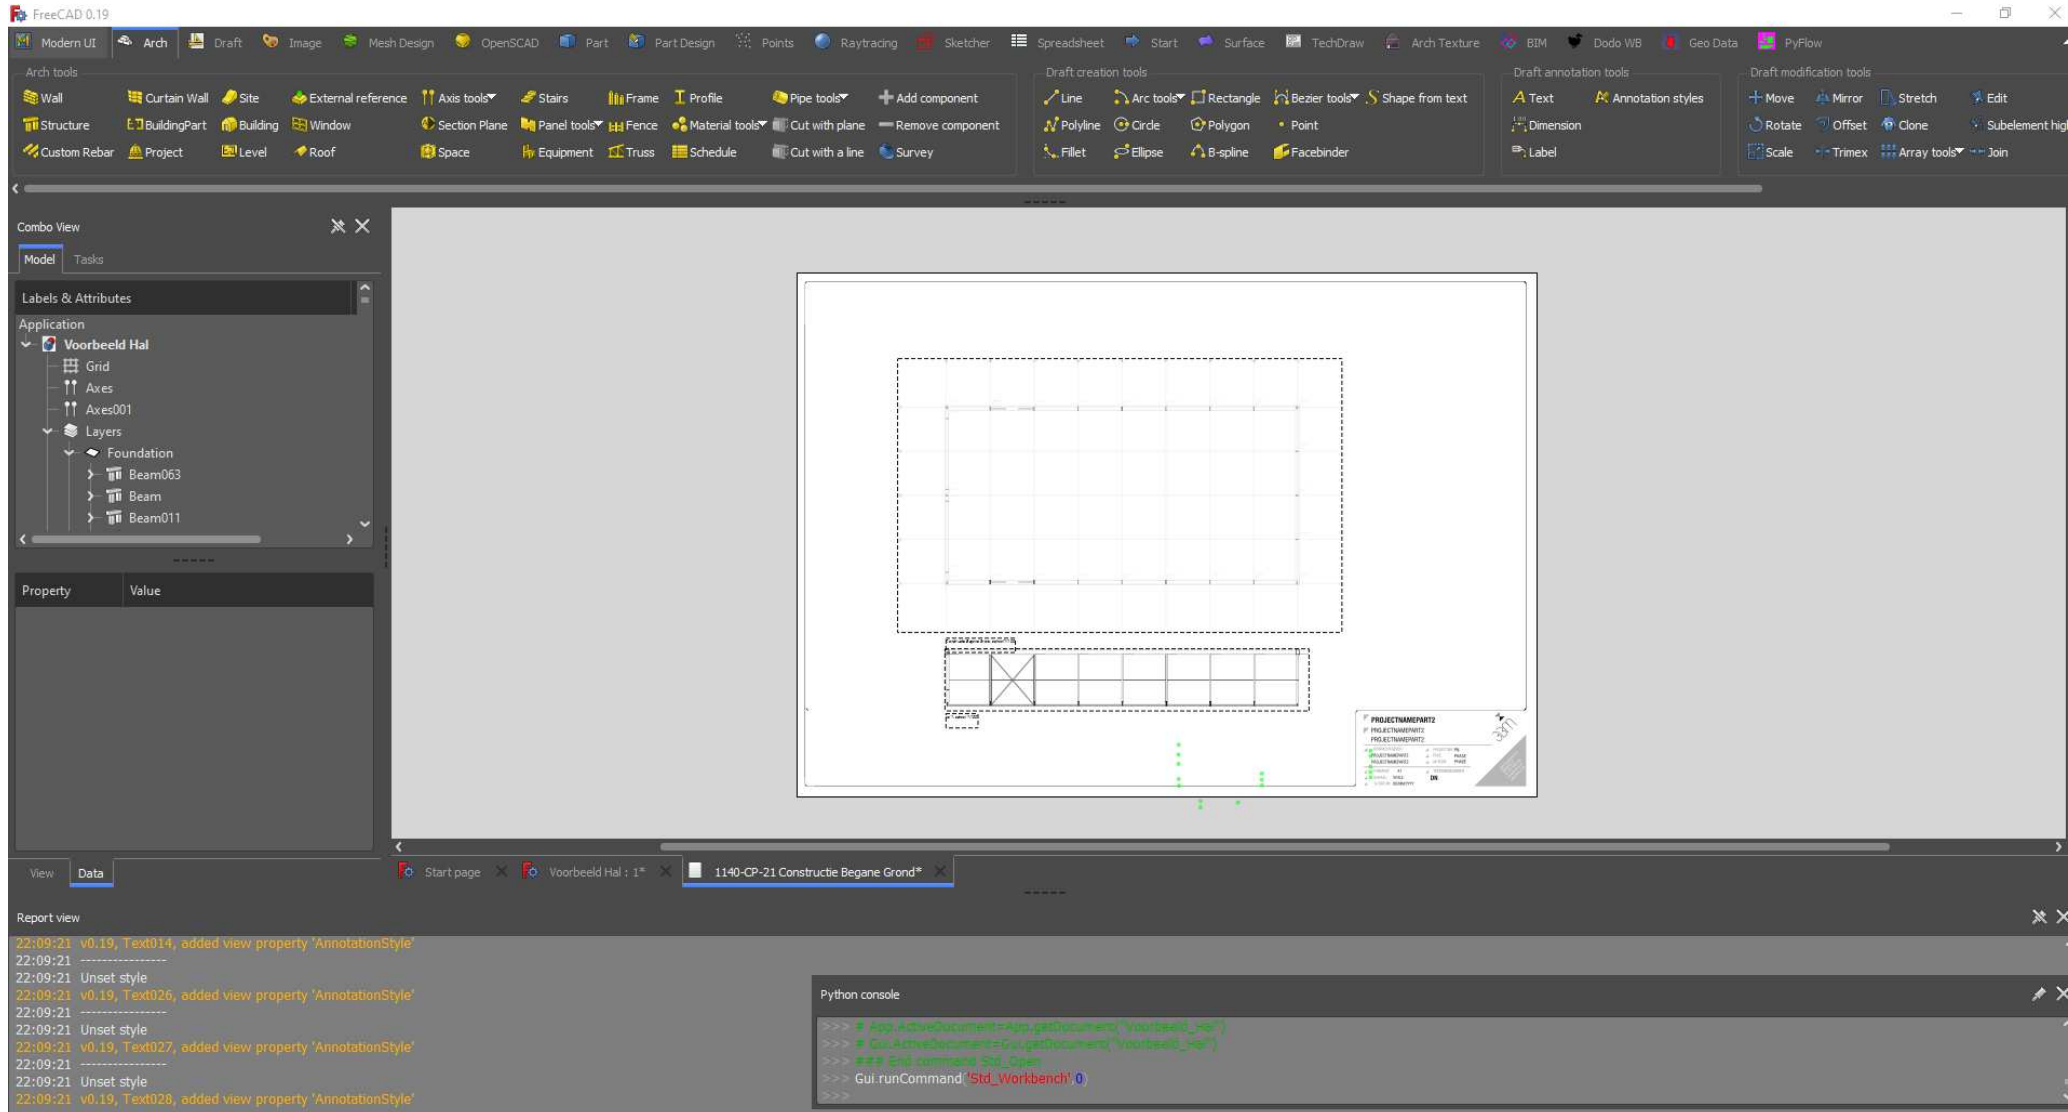 FreeCAD 0.19
Modern UI Arch Draft Image Mesh Design OpenSCAD Part Part Design Points Raytracing Sketcher Spreadsheet Start Surface TechDraw Arch Texture BIM Dodo WB Geo Data PyFlow
Arch tools Draft creation tools Draft annotation tools Draft modification tools
Wall Curtain Wall Site External reference Axis tools Stairs Frame Profile Pipe tools Add component Line Arc tools Rectangle Bezier tools Shape from text Text Annotation styles Move Mirror Stretch Edit
Structure BuildingPart Building Window Section Plane Panel tools Fence Material tools Cut with plane Remove component Polyline Circle Polygon Point Dimension Rotate Offset Clone Subelement hig
Custom Rebar Project Level Roof Space Equipment Truss Schedule Cut with a line Survey Fillet Ellipse B-spline Facebinder Label Scale Trimex Array tools Join
Combo View
Model Tasks
Labels & Attributes
Application
Voorbeeld Hal
Grid
Axes
Axes001
Layers
Foundation
Beam063
Beam
Beam011
Property Value
PROJECTNAMEPART2
PROJECTNAMEPART2
PROJECTNAMEPART2
DN
View Data
Start page Voorbeeld Hal : 1* 1140-CP-21 Constructie Begane Grond*
Report view
22:09:21 v0.19, Text014, added view property 'AnnotationStyle'
22:09:21 ----------------
22:09:21 Unset style
22:09:21 v0.19, Text026, added view property 'AnnotationStyle'
22:09:21 ----------------
22:09:21 Unset style
22:09:21 v0.19, Text027, added view property 'AnnotationStyle'
22:09:21 ----------------
22:09:21 Unset style
22:09:21 v0.19, Text028, added view property 'AnnotationStyle'
Python console
>>> # App.ActiveDocument=App.getDocument("Voorbeeld_Hal")
>>> # Gui.ActiveDocument=Gui.getDocument("Voorbeeld_Hal")
>>> ### End command Std_Open
>>> Gui.runCommand('Std_Workbench',0)
>>>